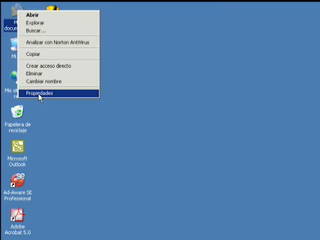 Abrir
Explorar
Buscar...
Analizar con Norton AntiVirus
Copiar
Crear acceso directo
Eliminar
Cambiar nombre
Propiedades
Papelera de
reciclaje
Microsoft
Outlook
Ad-Aware SE
Professional
Adobe
Acrobat 5.0